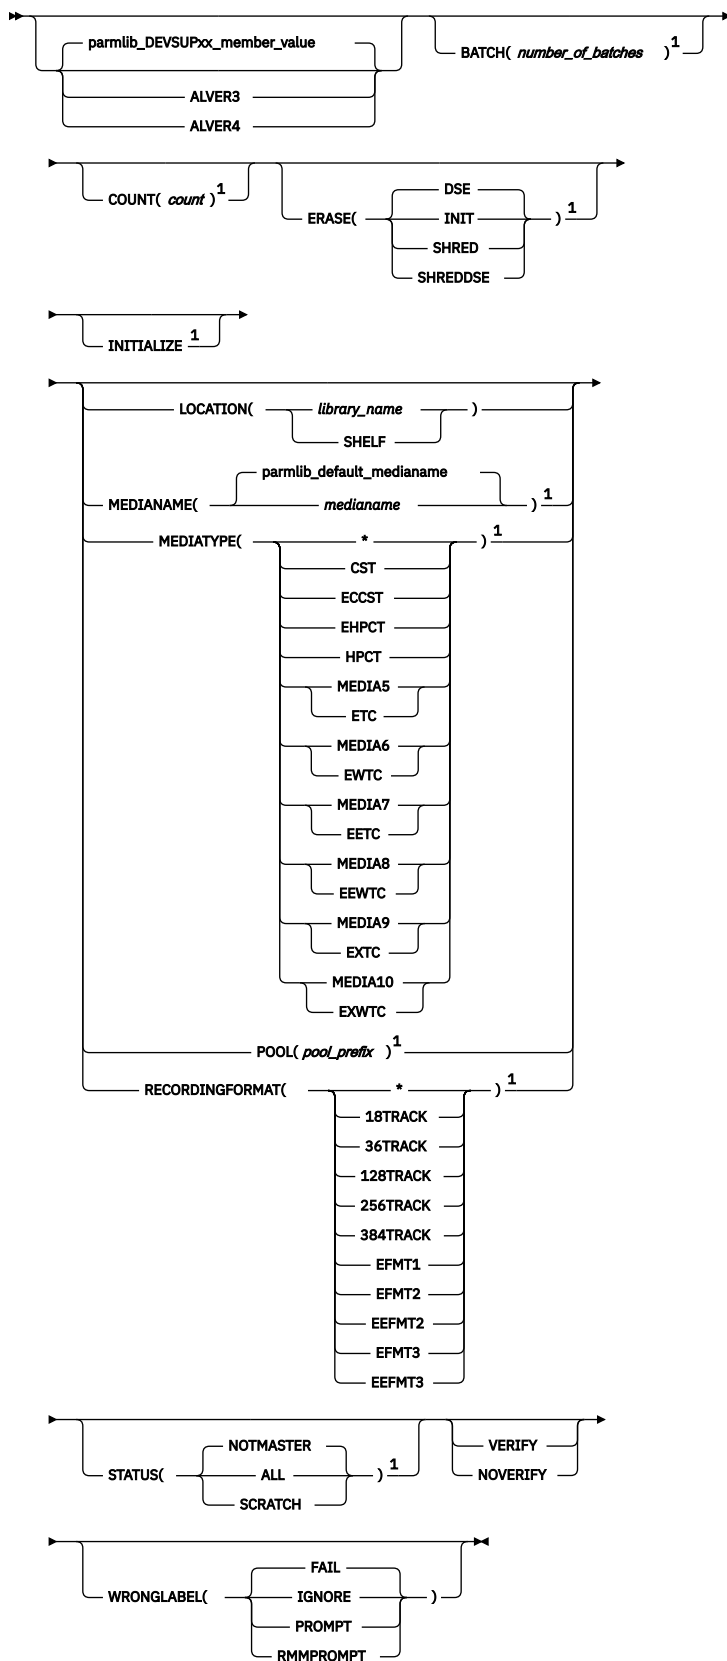 parmlib_DEVSUPxx_member_value
BATCH( number_of_batches )1
ALVER3
ALVER4
COUNT( count )1
ERASE( DSE )1
INIT
SHRED
SHREDDSE
INITIALIZE 1
LOCATION( library_name )
SHELF
parmlib_default_medianame
MEDIANAME( medianame )1
MEDIATYPE( * )1
CST
ECCST
EHPCT
HPCT
MEDIA5
ETC
MEDIA6
EWTC
MEDIA7
EETC
MEDIA8
EEWTC
MEDIA9
EXTC
MEDIA10
EXWTC
POOL( pool_prefix )1
RECORDINGFORMAT( * )1
18TRACK
36TRACK
128TRACK
256TRACK
384TRACK
EFMT1
EFMT2
EEFMT2
EFMT3
EEFMT3
NOTMASTER
STATUS( ALL )1
SCRATCH
VERIFY
NOVERIFY
FAIL
WRONGLABEL( IGNORE )
PROMPT
RMMPROMPT